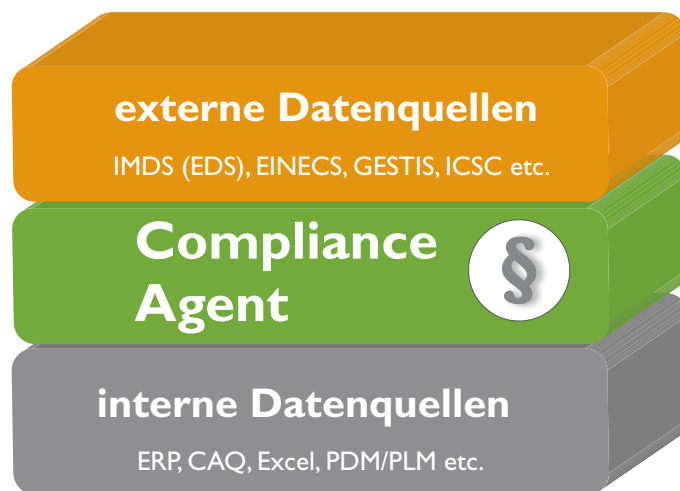 externe Datenquellen
IMDS (EDS), EINECS, GESTIS, ICSC etc.
Compliance
Agent
§
interne Datenquellen
ERP, CAQ, Excel, PDM/PLM etc.